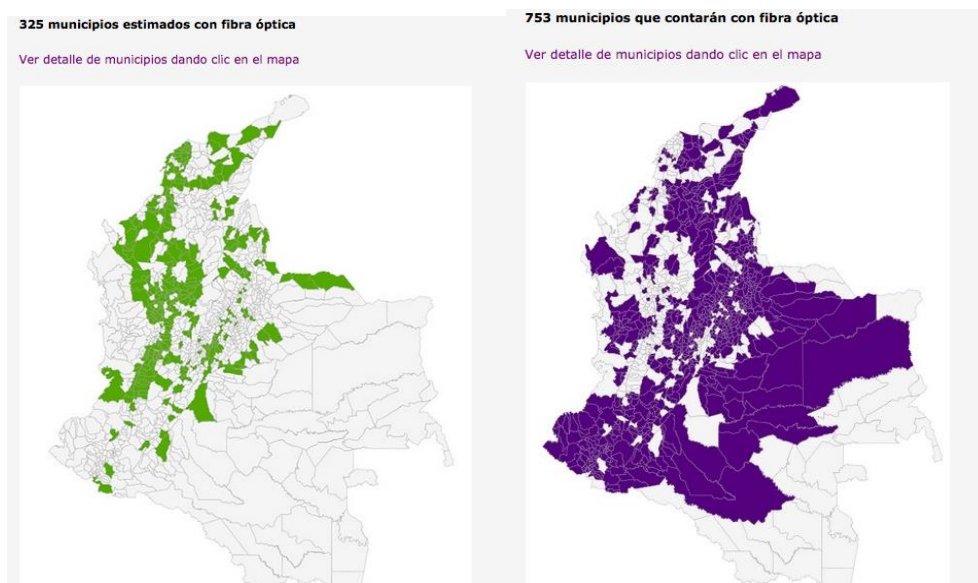 325 municipios estimados con fibra óptica
Ver detalle de municipios dando clic en el mapa
753 municipios que contarán con fibra óptica
Ver detalle de municipios dando clic en el mapa